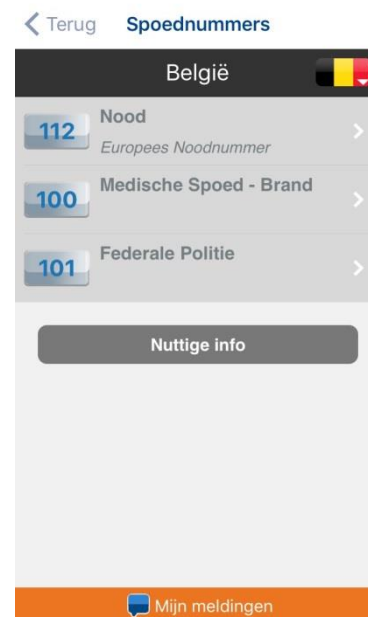 Terug Spoednummers
België
112 Nood
Europees Noodnummer
100 Medische Spoed - Brand
101 Federale Politie
Nuttige info
Mijn meldingen